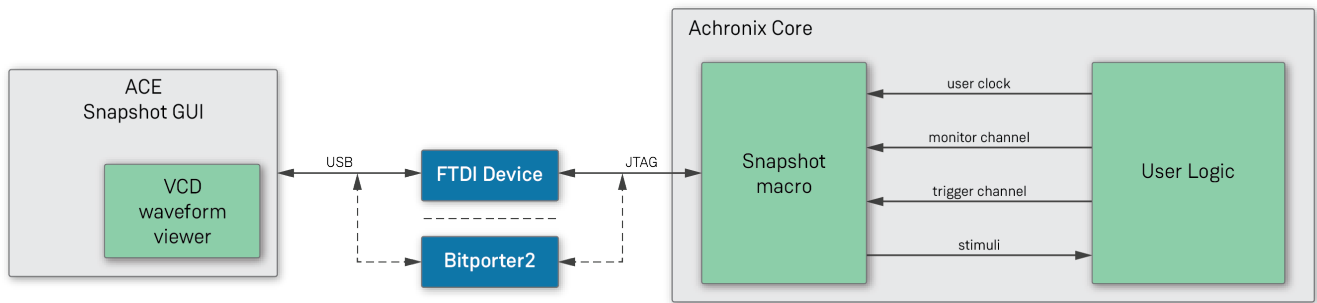 ACE
Snapshot GUI
VCD
waveform
viewer
USB
FTDI Device
Bitporter2
JTAG
Achronix Core
Snapshot
macro
user clock
monitor channel
trigger channel
stimuli
User Logic